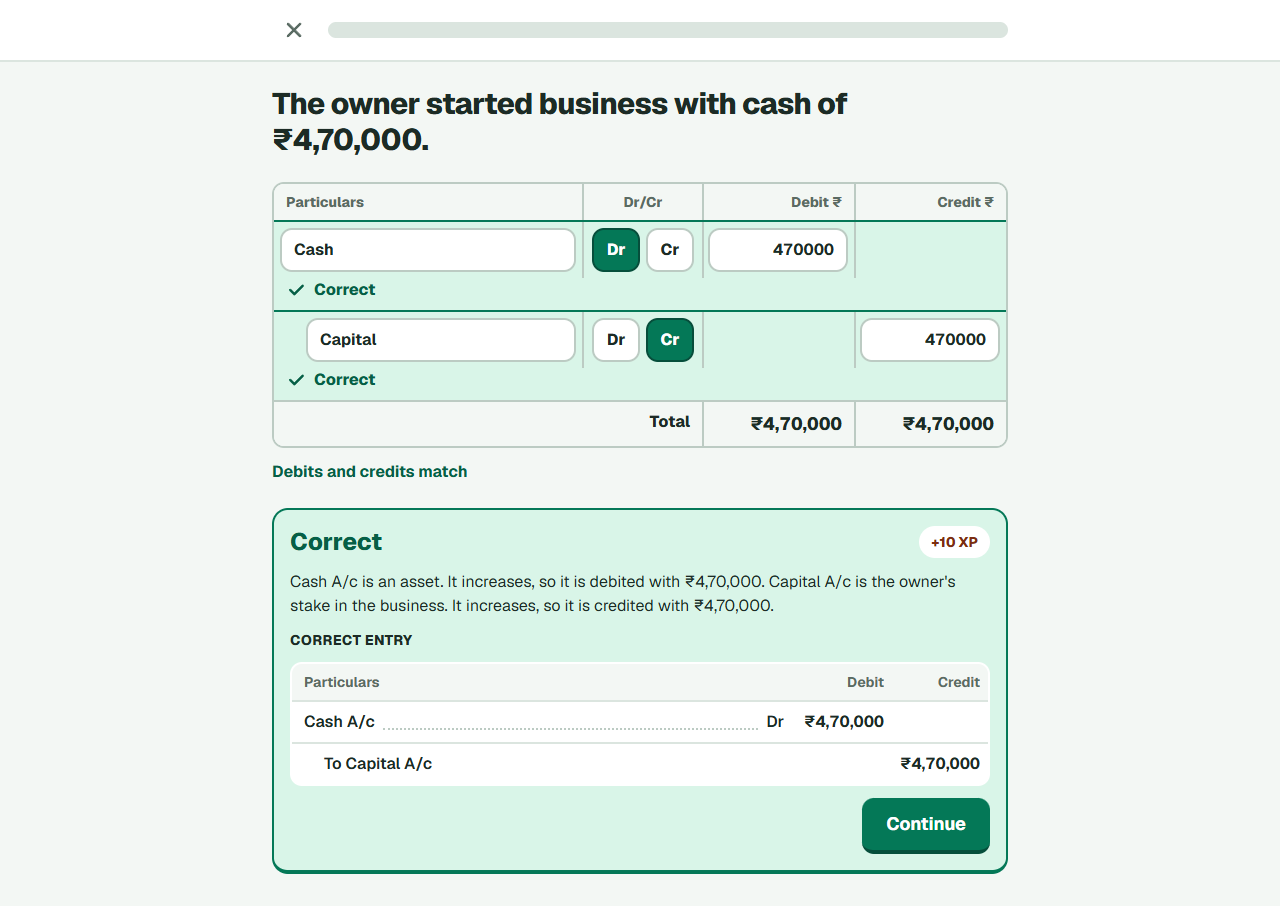 The owner started business with cash of
₹4,70,000.
Particulars Dr/Cr Debit ₹ Credit ₹
Cash Dr Cr 470000
Correct
Capital Dr Cr 470000
Correct
Total ₹4,70,000 ₹4,70,000
Debits and credits match
Correct +10 XP
Cash A/c is an asset. It increases, so it is debited with ₹4,70,000. Capital A/c is the owner's
stake in the business. It increases, so it is credited with ₹4,70,000.
CORRECT ENTRY
Particulars Debit Credit
Cash A/c Dr ₹4,70,000
To Capital A/c ₹4,70,000
Continue